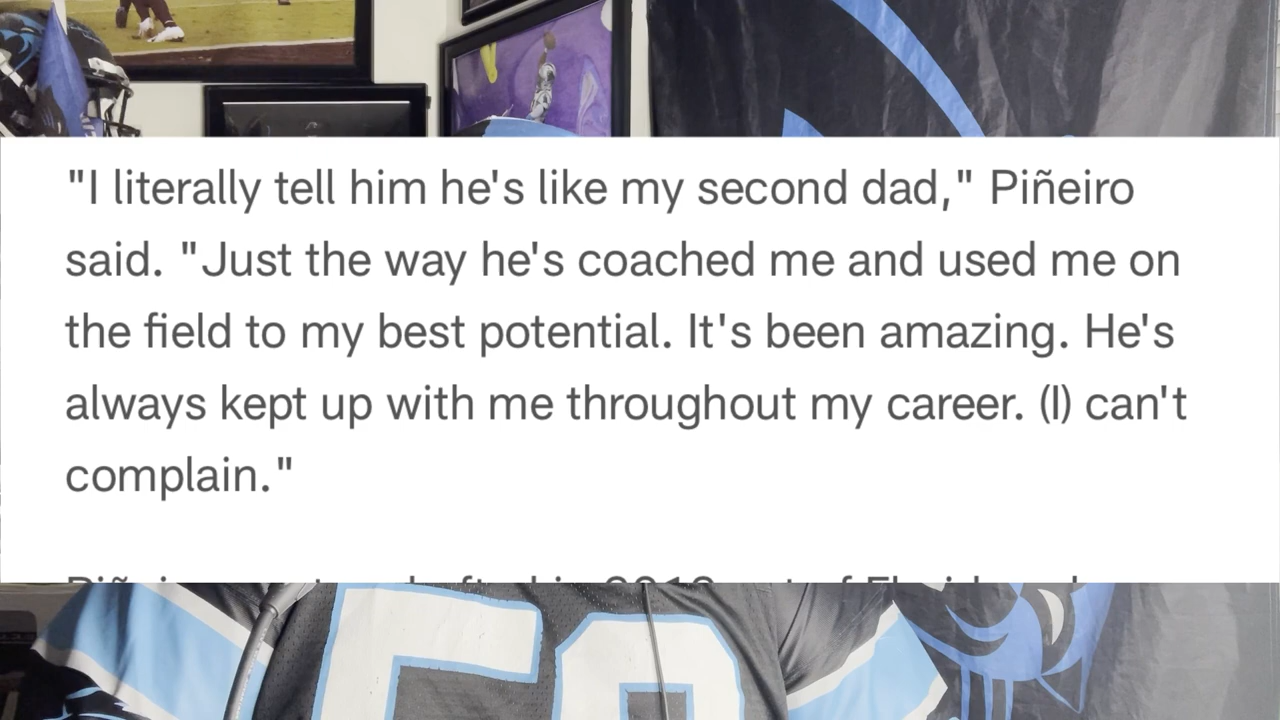 "I literally tell him he's like my second dad," Piñeiro
said. "Just the way he's coached me and used me on
the field to my best potential. It's been amazing. He's
always kept up with me throughout my career. (I) can't
complain."
59